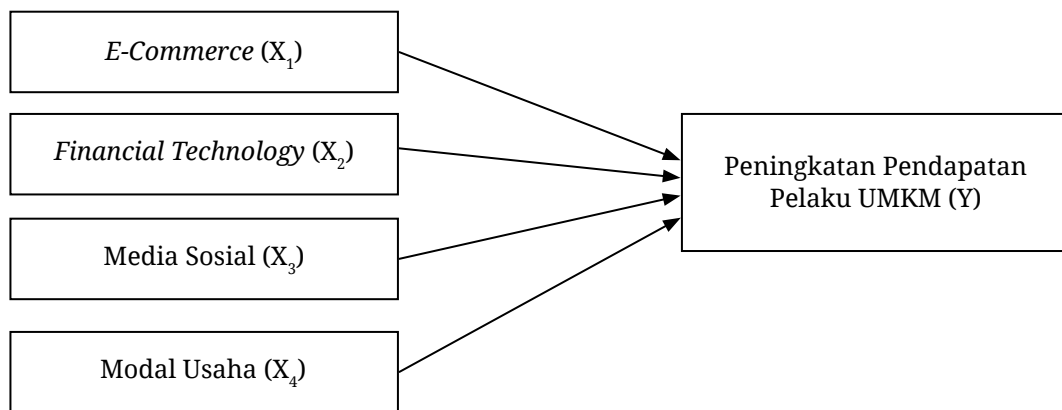 E-Commerce (X₁)
Financial Technology (X₂)
Media Sosial (X₃)
Modal Usaha (X₄)
Peningkatan Pendapatan
Pelaku UMKM (Y)